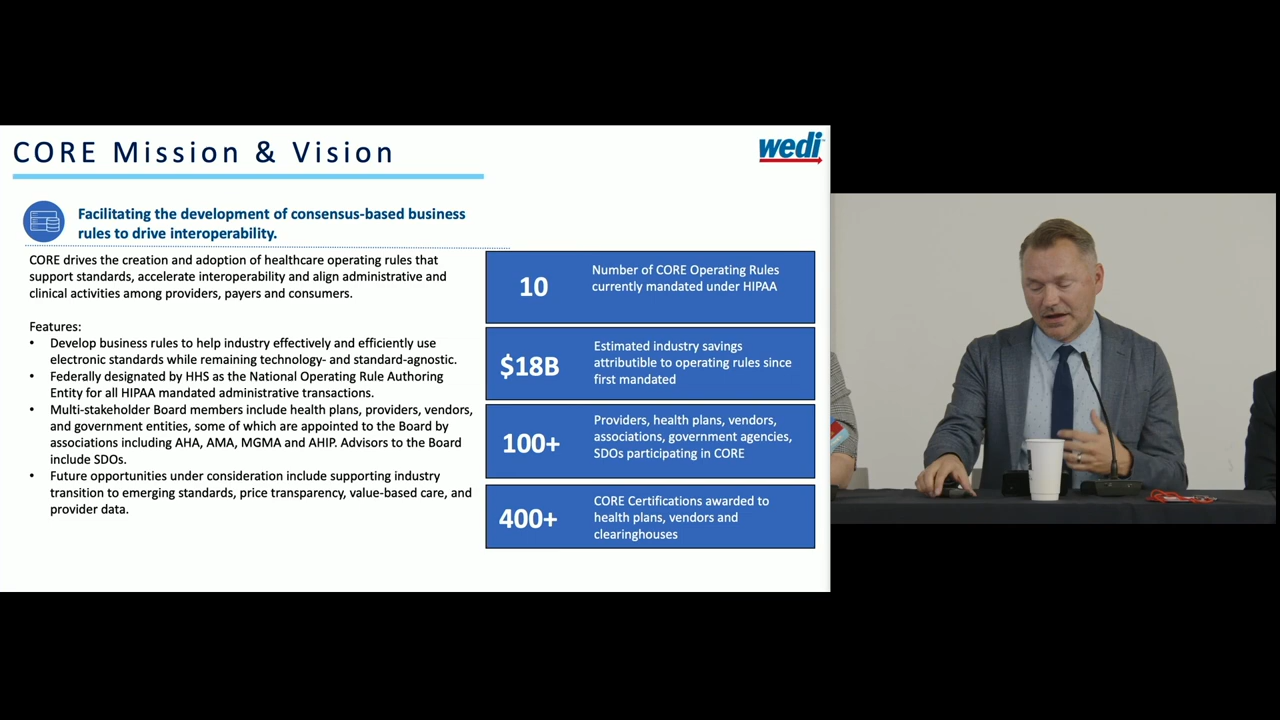 CORE Mission & Vision
wedi
Facilitating the development of consensus-based business
rules to drive interoperability.
CORE drives the creation and adoption of healthcare operating rules that
support standards, accelerate interoperability and align administrative and
clinical activities among providers, payers and consumers.
Features:
• Develop business rules to help industry effectively and efficiently use
electronic standards while remaining technology- and standard-agnostic.
• Federally designated by HHS as the National Operating Rule Authoring
Entity for all HIPAA mandated administrative transactions.
• Multi-stakeholder Board members include health plans, providers, vendors,
and government entities, some of which are appointed to the Board by
associations including AHA, AMA, MGMA and AHIP. Advisors to the Board
include SDOs.
• Future opportunities under consideration include supporting industry
transition to emerging standards, price transparency, value-based care, and
provider data.
10
Number of CORE Operating Rules
currently mandated under HIPAA
$18B
Estimated industry savings
attributible to operating rules since
first mandated
100+
Providers, health plans, vendors,
associations, government agencies,
SDOs participating in CORE
400+
CORE Certifications awarded to
health plans, vendors and
clearinghouses